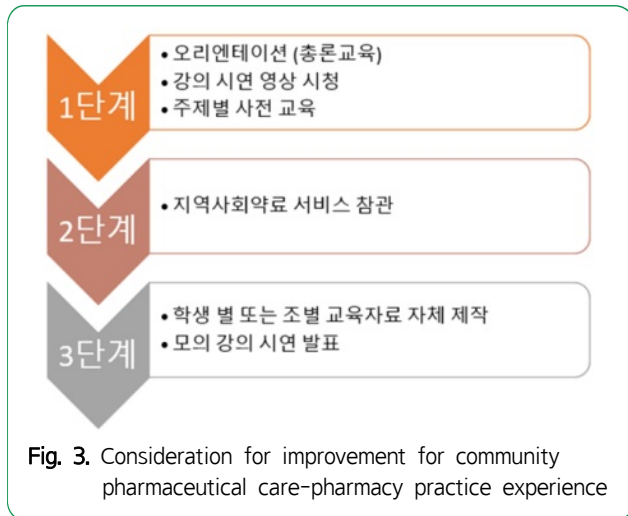 1단계
• 오리엔테이션 (총론교육)
• 강의 시연 영상 시청
• 주제별 사전 교육
2단계
• 지역사회약료 서비스 참관
3단계
• 학생 별 또는 조별 교육자료 자체 제작
• 모의 강의 시연 발표
Fig. 3. Consideration for improvement for community
pharmaceutical care-pharmacy practice experience